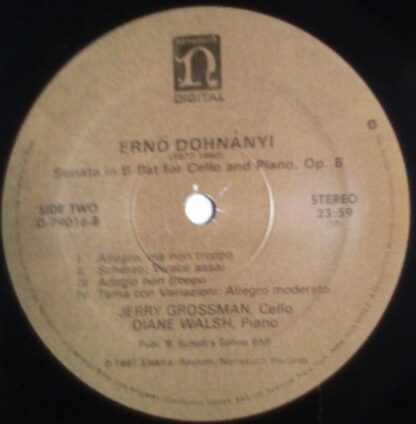 nonesuch
DIGITAL
ERNÖ DOHNÁNYI
(1877-1960)
Sonata in B-flat for Cello and Piano, Op. 8
SIDE TWO
D-79016-B
STEREO
23:59
I. Allegro, ma non troppo
II. Scherzo: Vivace assai
III. Adagio non troppo
IV. Tema con Variazioni: Allegro moderato
JERRY GROSSMAN, Cello
DIANE WALSH, Piano
Publ. B. Schott's Söhne BMI
℗ 1981 Elektra/Asylum/Nonesuch Records